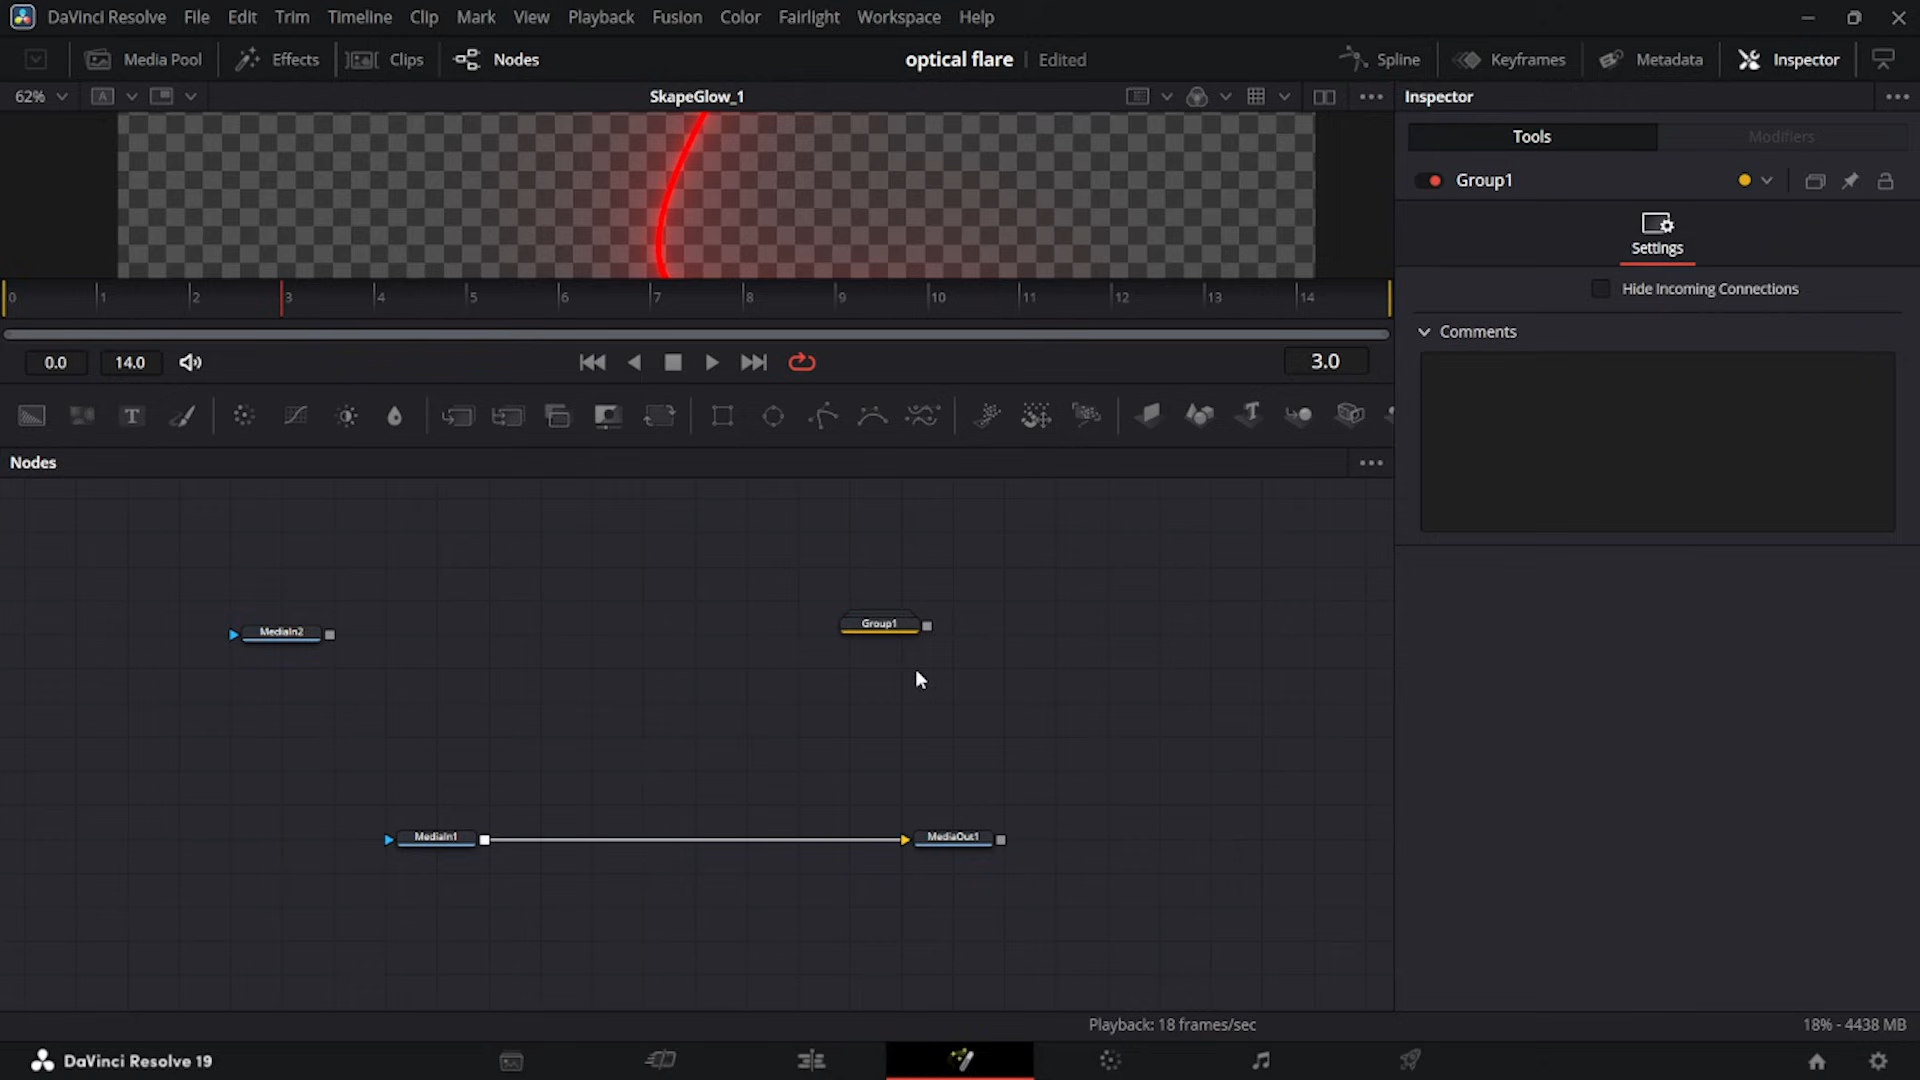 DaVinci Resolve File Edit Trim Timeline Clip Mark View Playback Fusion Color Fairlight Workspace Help
Media Pool Effects Clips Nodes optical flare Edited Spline Keyframes Metadata Inspector
62% A SkapeGlow_1 Inspector
Tools Modifiers
Group1
Settings
Hide Incoming Connections
0 1 2 3 4 5 6 7 8 9 10 11 12 13 14
Comments
0.0 14.0 3.0
T T
Nodes
Group1
MediaIn2
MediaIn1 MediaOut1
Playback: 18 frames/sec 18% - 4438 MB
DaVinci Resolve 19